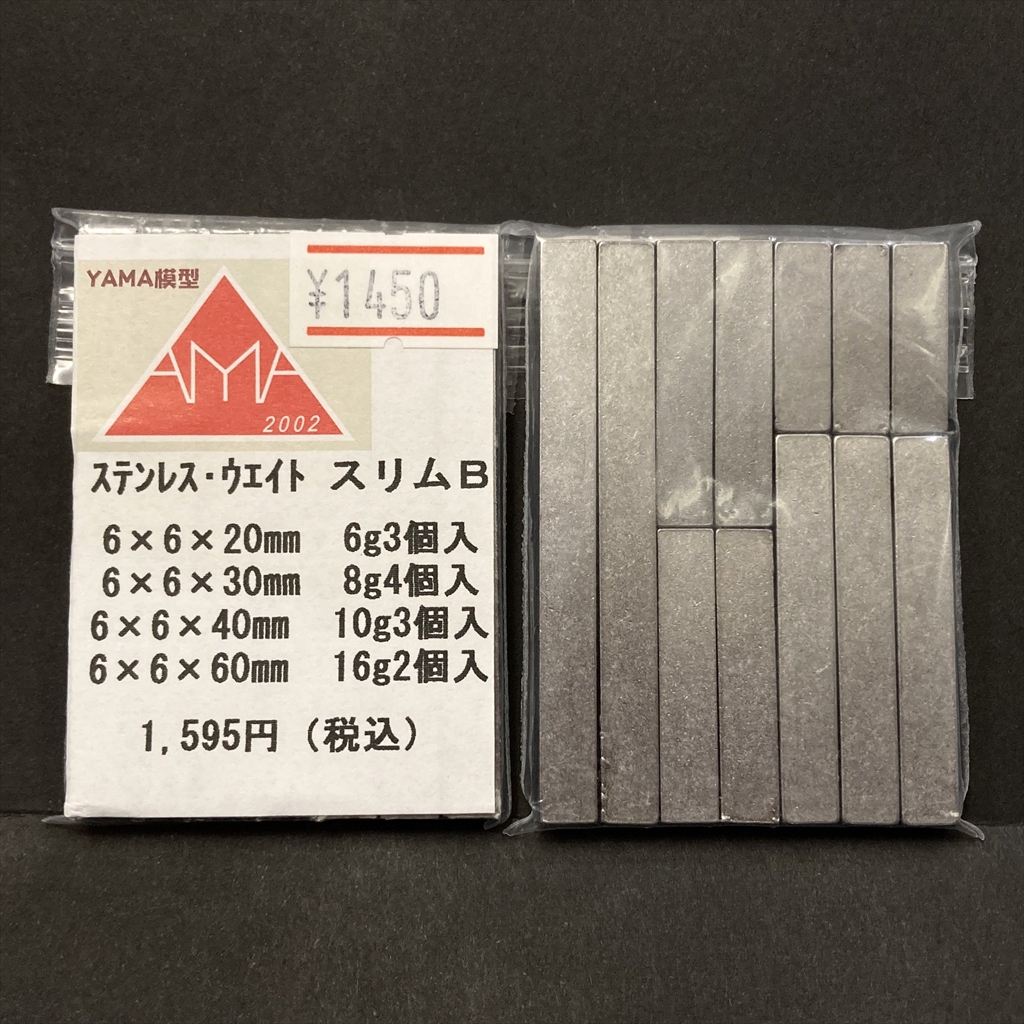 YAMA模型
¥1450
AMA
2002
ステンレス・ウエイト スリムB
6×6×20mm 6g3個入
6×6×30mm 8g4個入
6×6×40mm 10g3個入
6×6×60mm 16g2個入
1,595円（税込）